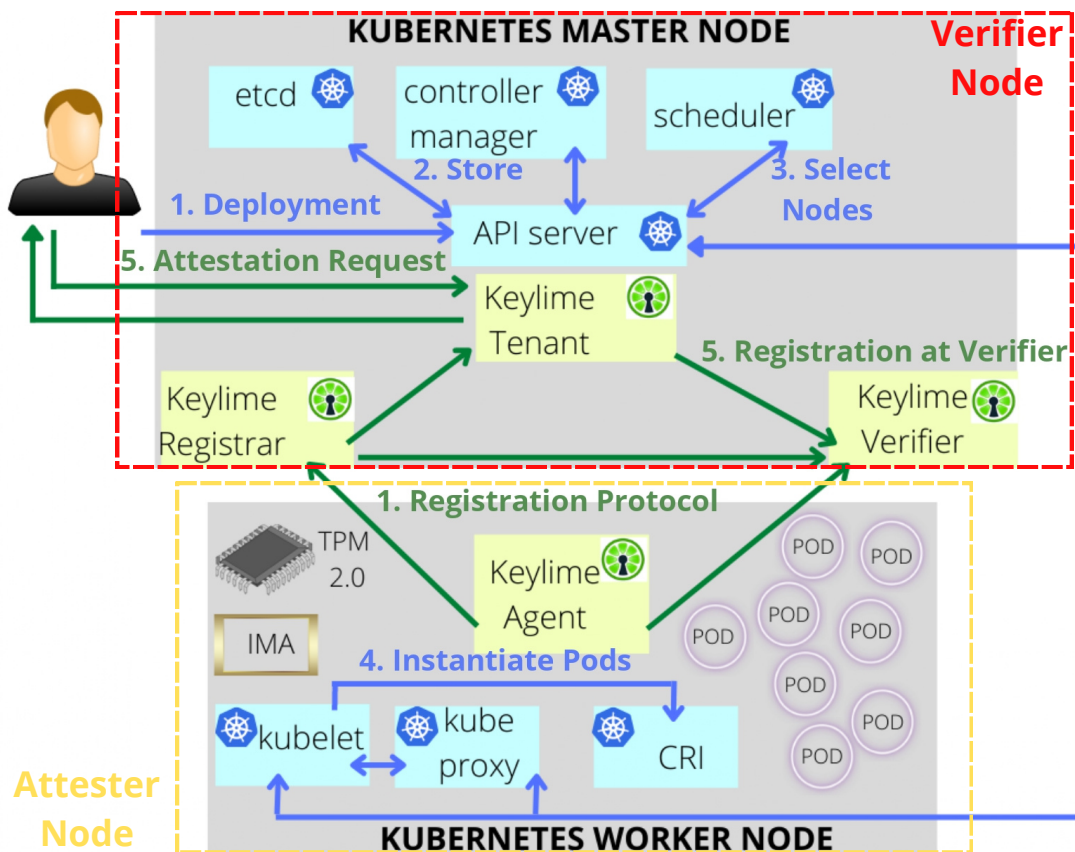 KUBERNETES MASTER NODE
Verifier
Node
etcd
controller
manager
scheduler
2. Store
3. Select
Nodes
1. Deployment
API server
5. Attestation Request
Keylime
Tenant
5. Registration at Verifier
Keylime
Registrar
Keylime
Verifier
1. Registration Protocol
TPM
2.0
Keylime
Agent
IMA
POD
POD
POD
POD
POD
POD
POD
POD
4. Instantiate Pods
kubelet
kube
proxy
CRI
Attester
Node
KUBERNETES WORKER NODE